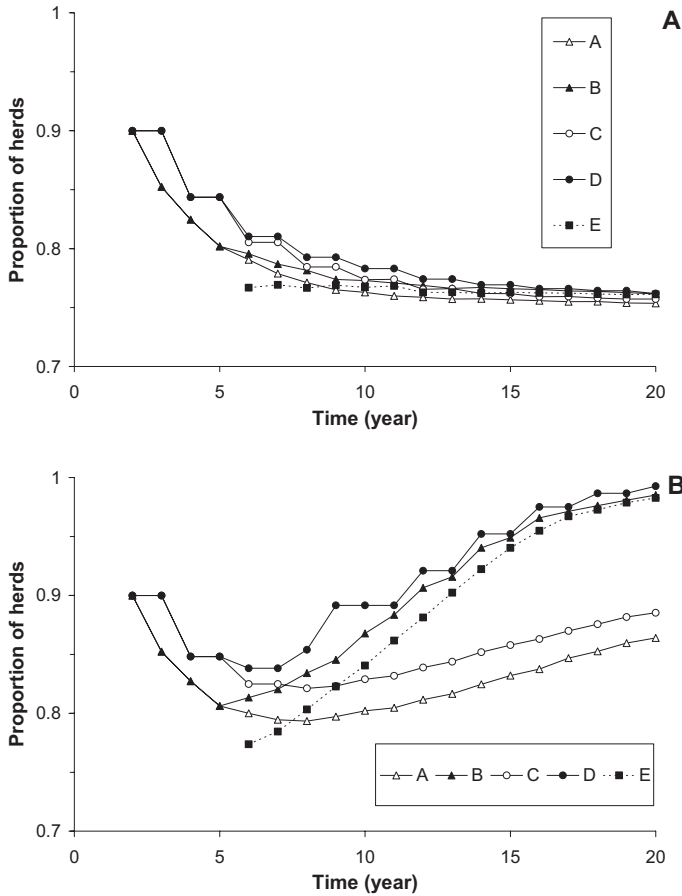 A
1
0.9
0.8
0.7
Proportion of herds
0 5 10 15 20
Time (year)
A
B
C
D
E
B
1
0.9
0.8
0.7
Proportion of herds
0 5 10 15 20
Time (year)
A B C D E